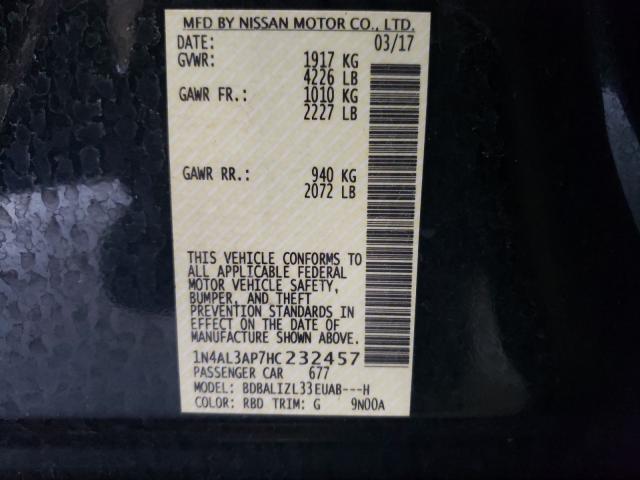 MFD BY NISSAN MOTOR CO., LTD.
DATE: 03/17
GVWR: 1917 KG
4226 LB
GAWR FR.: 1010 KG
2227 LB
GAWR RR.: 940 KG
2072 LB
THIS VEHICLE CONFORMS TO
ALL APPLICABLE FEDERAL
MOTOR VEHICLE SAFETY,
BUMPER, AND THEFT
PREVENTION STANDARDS IN
EFFECT ON THE DATE OF
MANUFACTURE SHOWN ABOVE.
1N4AL3AP7HC232457
PASSENGER CAR 677
MODEL: BDBALIZL33EUAB---H
COLOR: RBD TRIM: G 9N00A